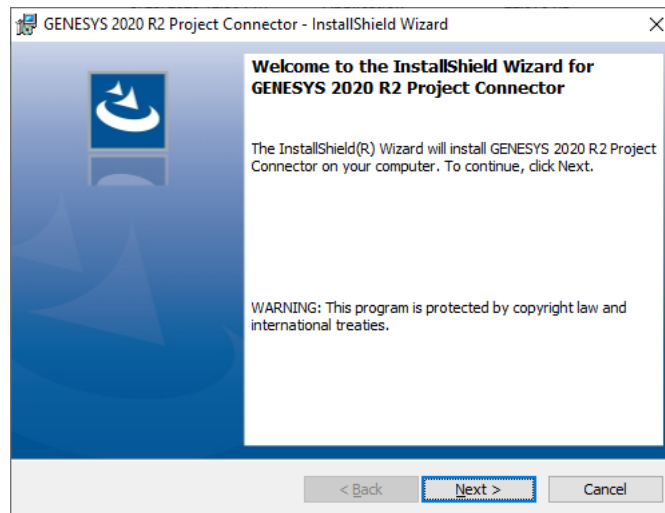 GENESYS 2020 R2 Project Connector - InstallShield Wizard
Welcome to the InstallShield Wizard for
GENESYS 2020 R2 Project Connector
The InstallShield(R) Wizard will install GENESYS 2020 R2 Project
Connector on your computer. To continue, click Next.
WARNING: This program is protected by copyright law and
international treaties.
< Back
Next >
Cancel